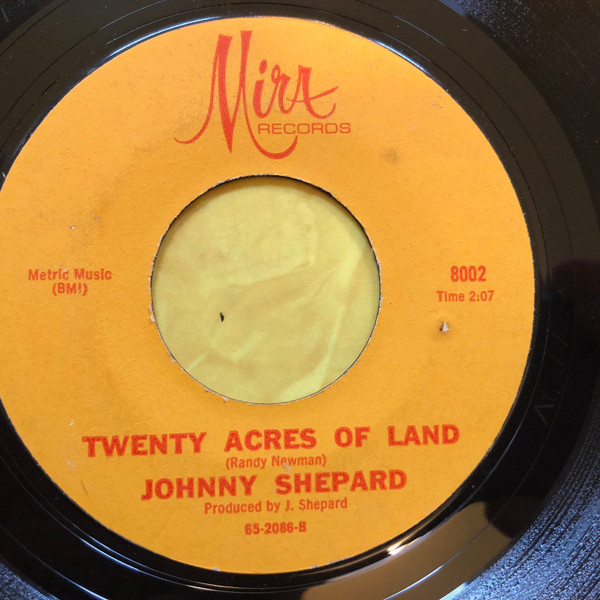 Mira
RECORDS
Metric Music
(BMI)
8002
Time 2:07
TWENTY ACRES OF LAND
(Randy Newman)
JOHNNY SHEPARD
Produced by J. Shepard
65-2086-B